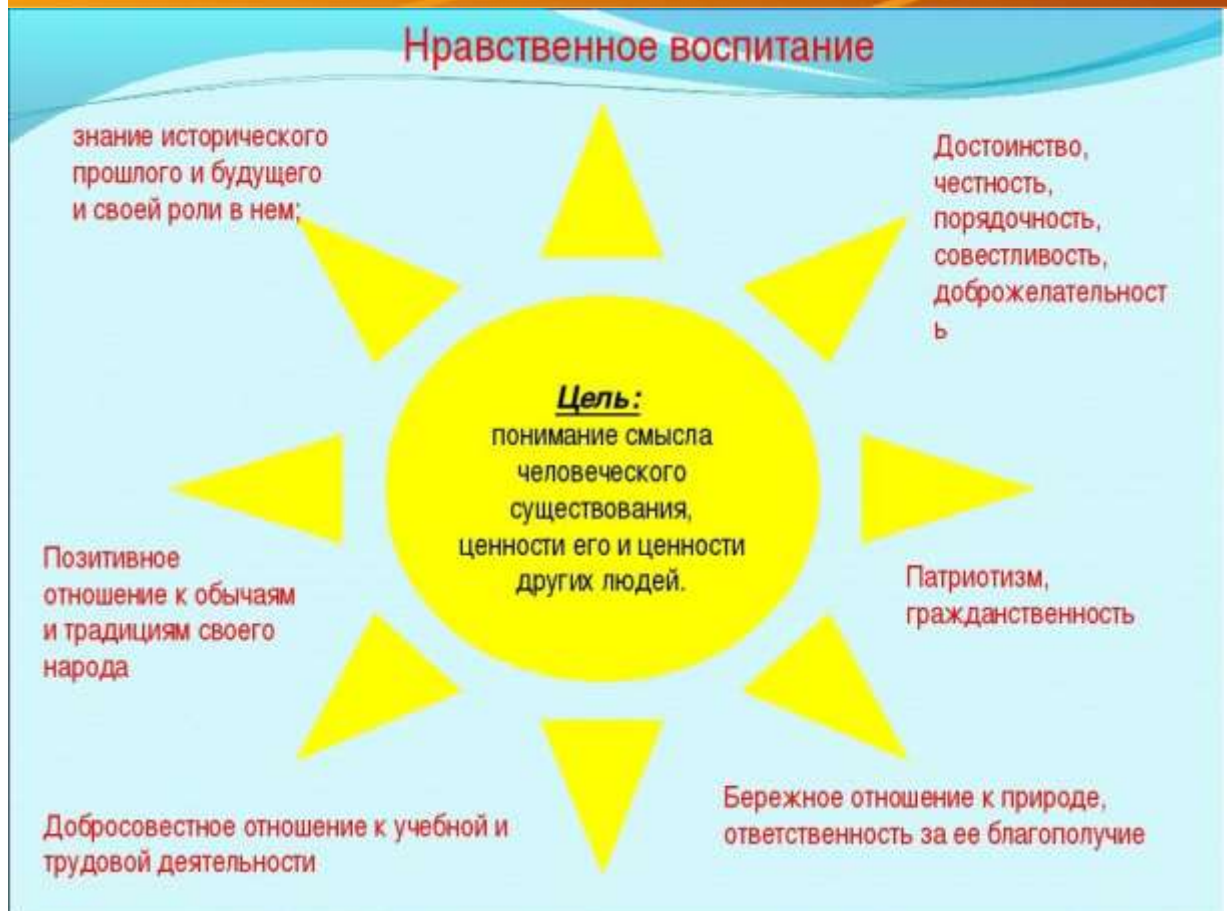 Нравственное воспитание
знание исторического
прошлого и будущего
и своей роли в нем;
Достоинство,
честность,
порядочность,
совестливость,
доброжелательност
ь
Цель:
понимание смысла
человеческого
существования,
ценности его и ценности
других людей.
Позитивное
отношение к обычаям
и традициям своего
народа
Патриотизм,
гражданственность
Добросовестное отношение к учебной и
трудовой деятельности
Бережное отношение к природе,
ответственность за ее благополучие